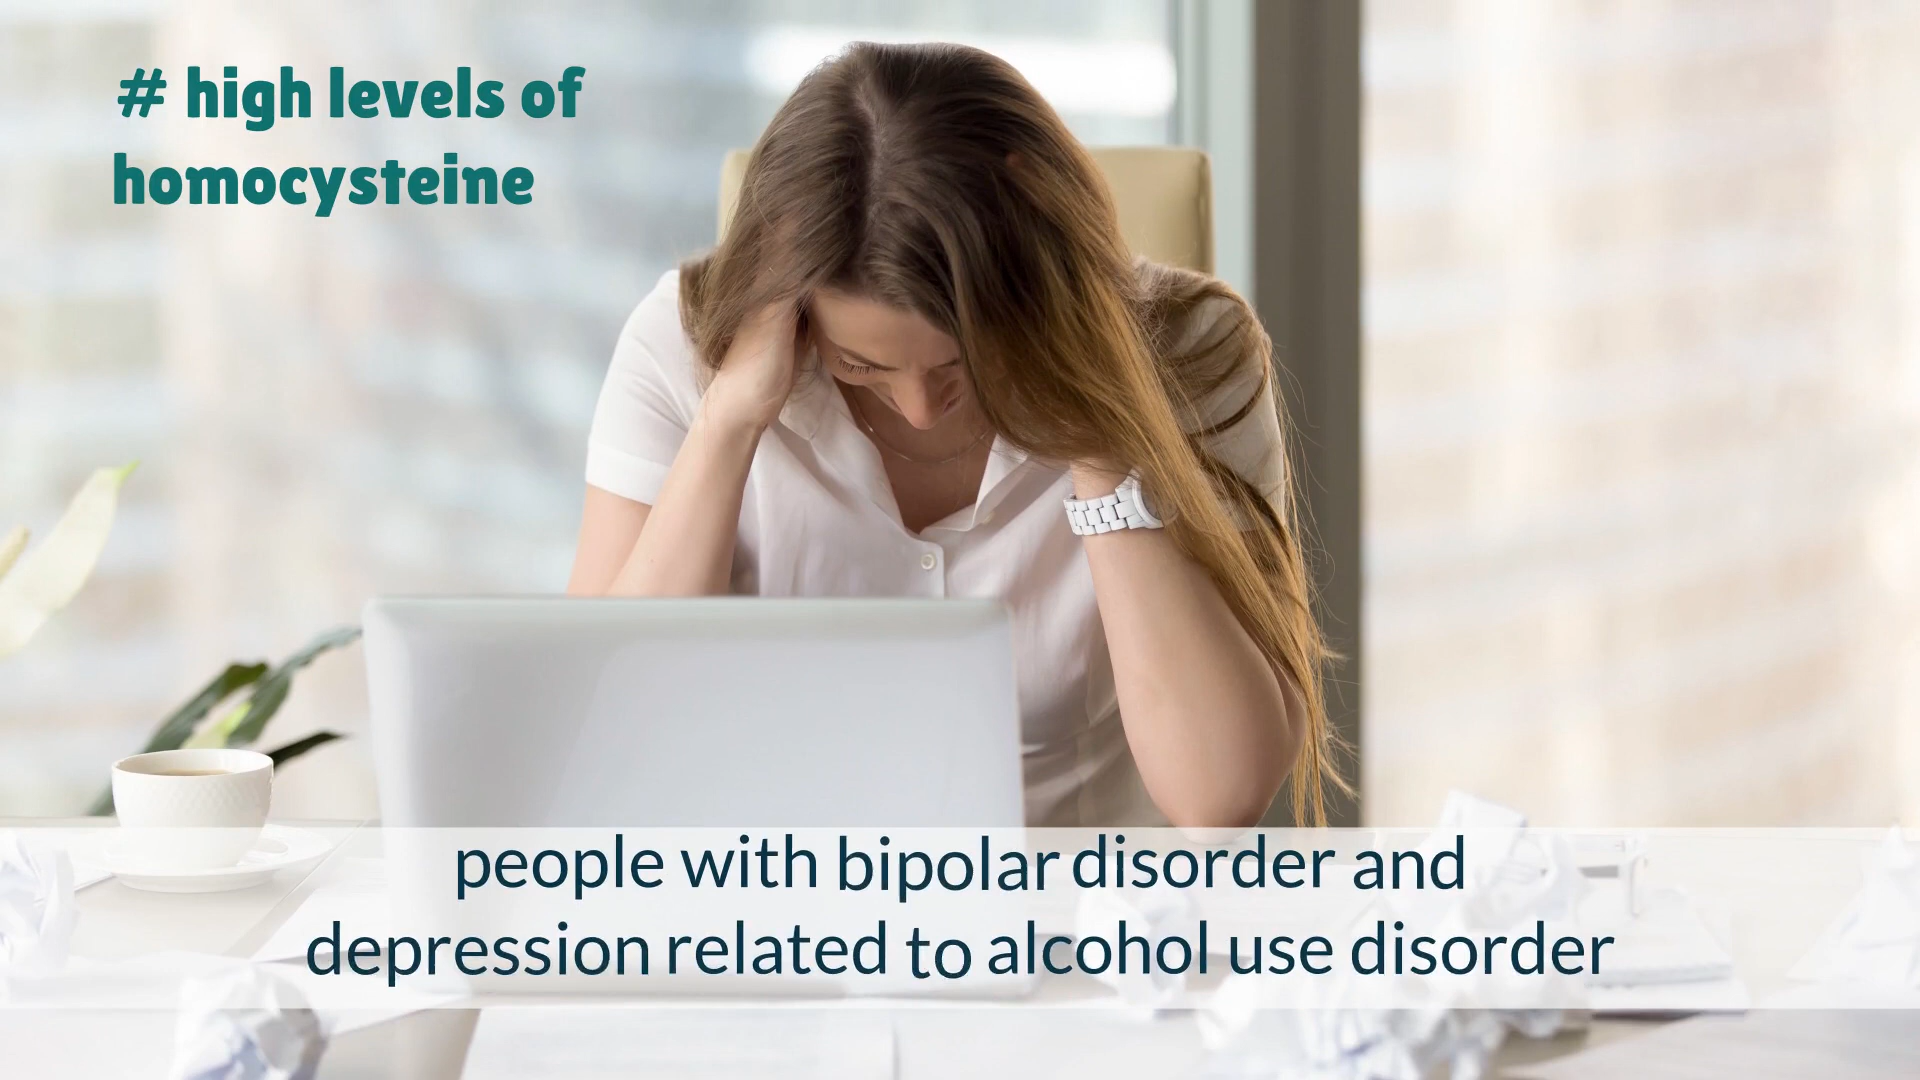 # high levels of
homocysteine
people with bipolar disorder and
depression related to alcohol use disorder